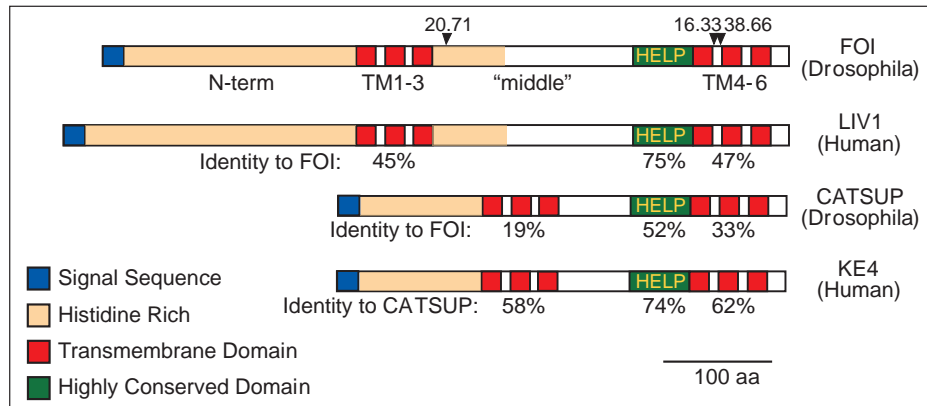 20.71 16.33 38.66
HELP FOI
N-term TM1-3 “middle” TM4-6 (Drosophila)
LIV1
HELP (Human)
Identity to FOI: 45% 75% 47%
CATSUP
HELP (Drosophila)
Identity to FOI: 19% 52% 33%
KE4
HELP (Human)
Identity to CATSUP: 58% 74% 62%
Signal Sequence
Histidine Rich
Transmembrane Domain
Highly Conserved Domain
100 aa